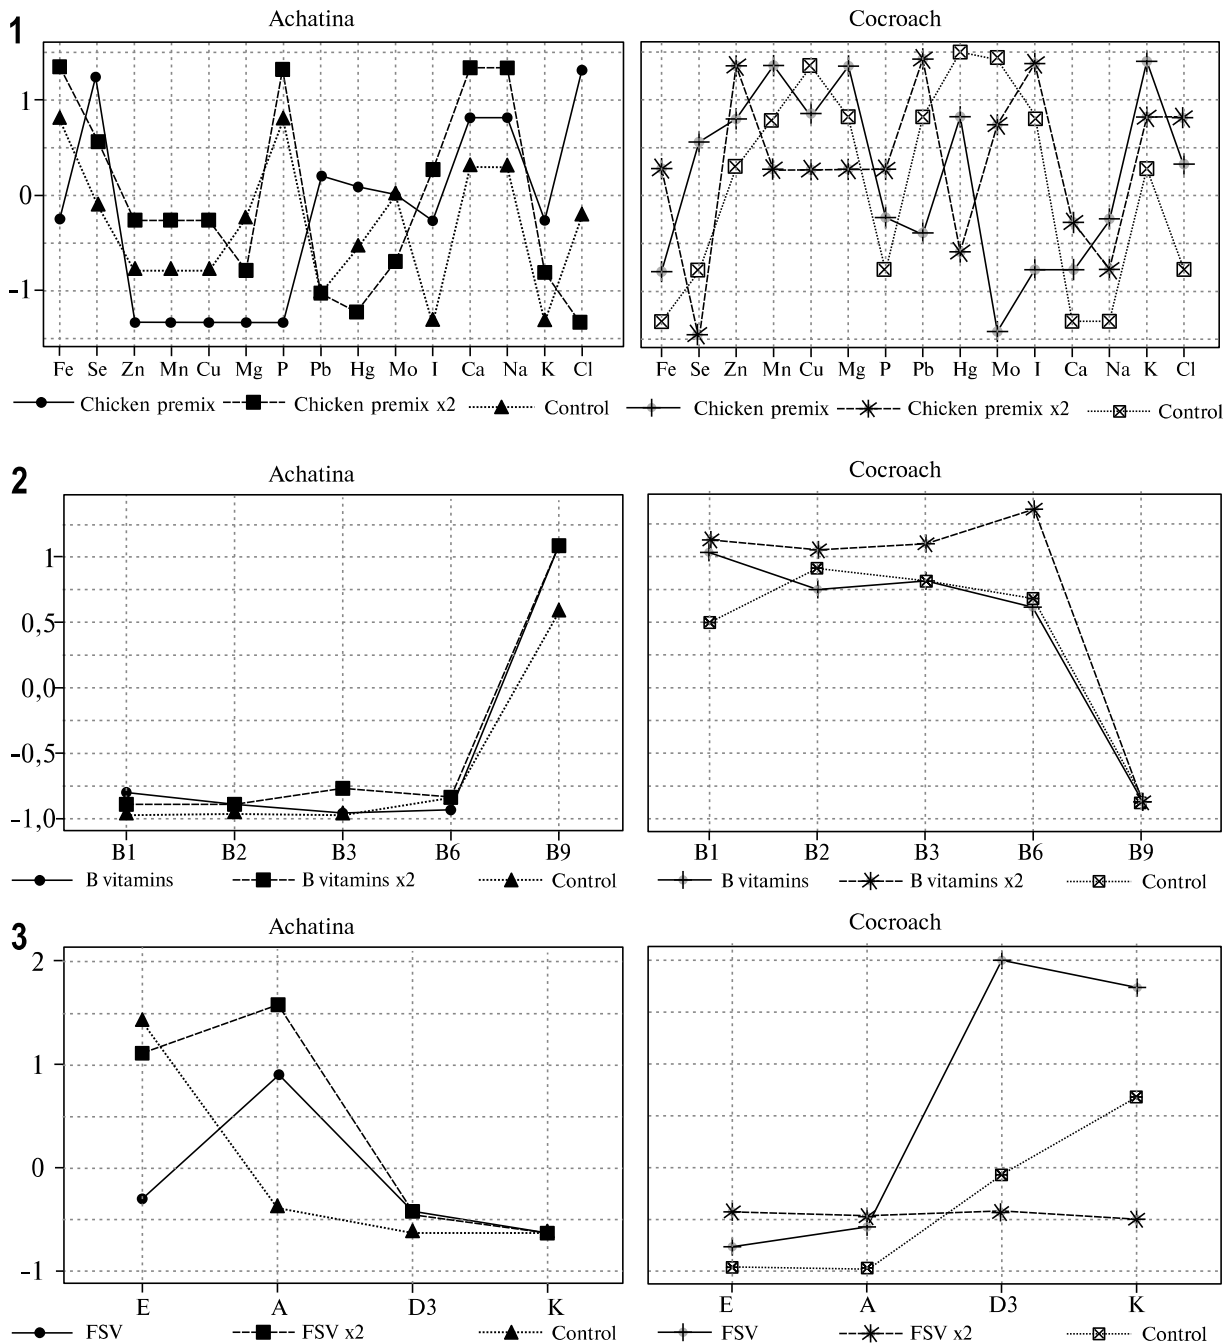 1
Achatina
Cocroach
1
0
-1
Fe Se Zn Mn Cu Mg P Pb Hg Mo I Ca Na K Cl
Fe Se Zn Mn Cu Mg P Pb Hg Mo I Ca Na K Cl
Chicken premix Chicken premix x2 Control
Chicken premix Chicken premix x2 Control
2
Achatina
Cocroach
1
0,5
0,0
-0,5
-1,0
B1 B2 B3 B6 B9
B1 B2 B3 B6 B9
B vitamins B vitamins x2 Control
B vitamins B vitamins x2 Control
3
Achatina
Cocroach
2
1
0
-1
E A D3 K
E A D3 K
FSV FSV x2 Control
FSV FSV x2 Control